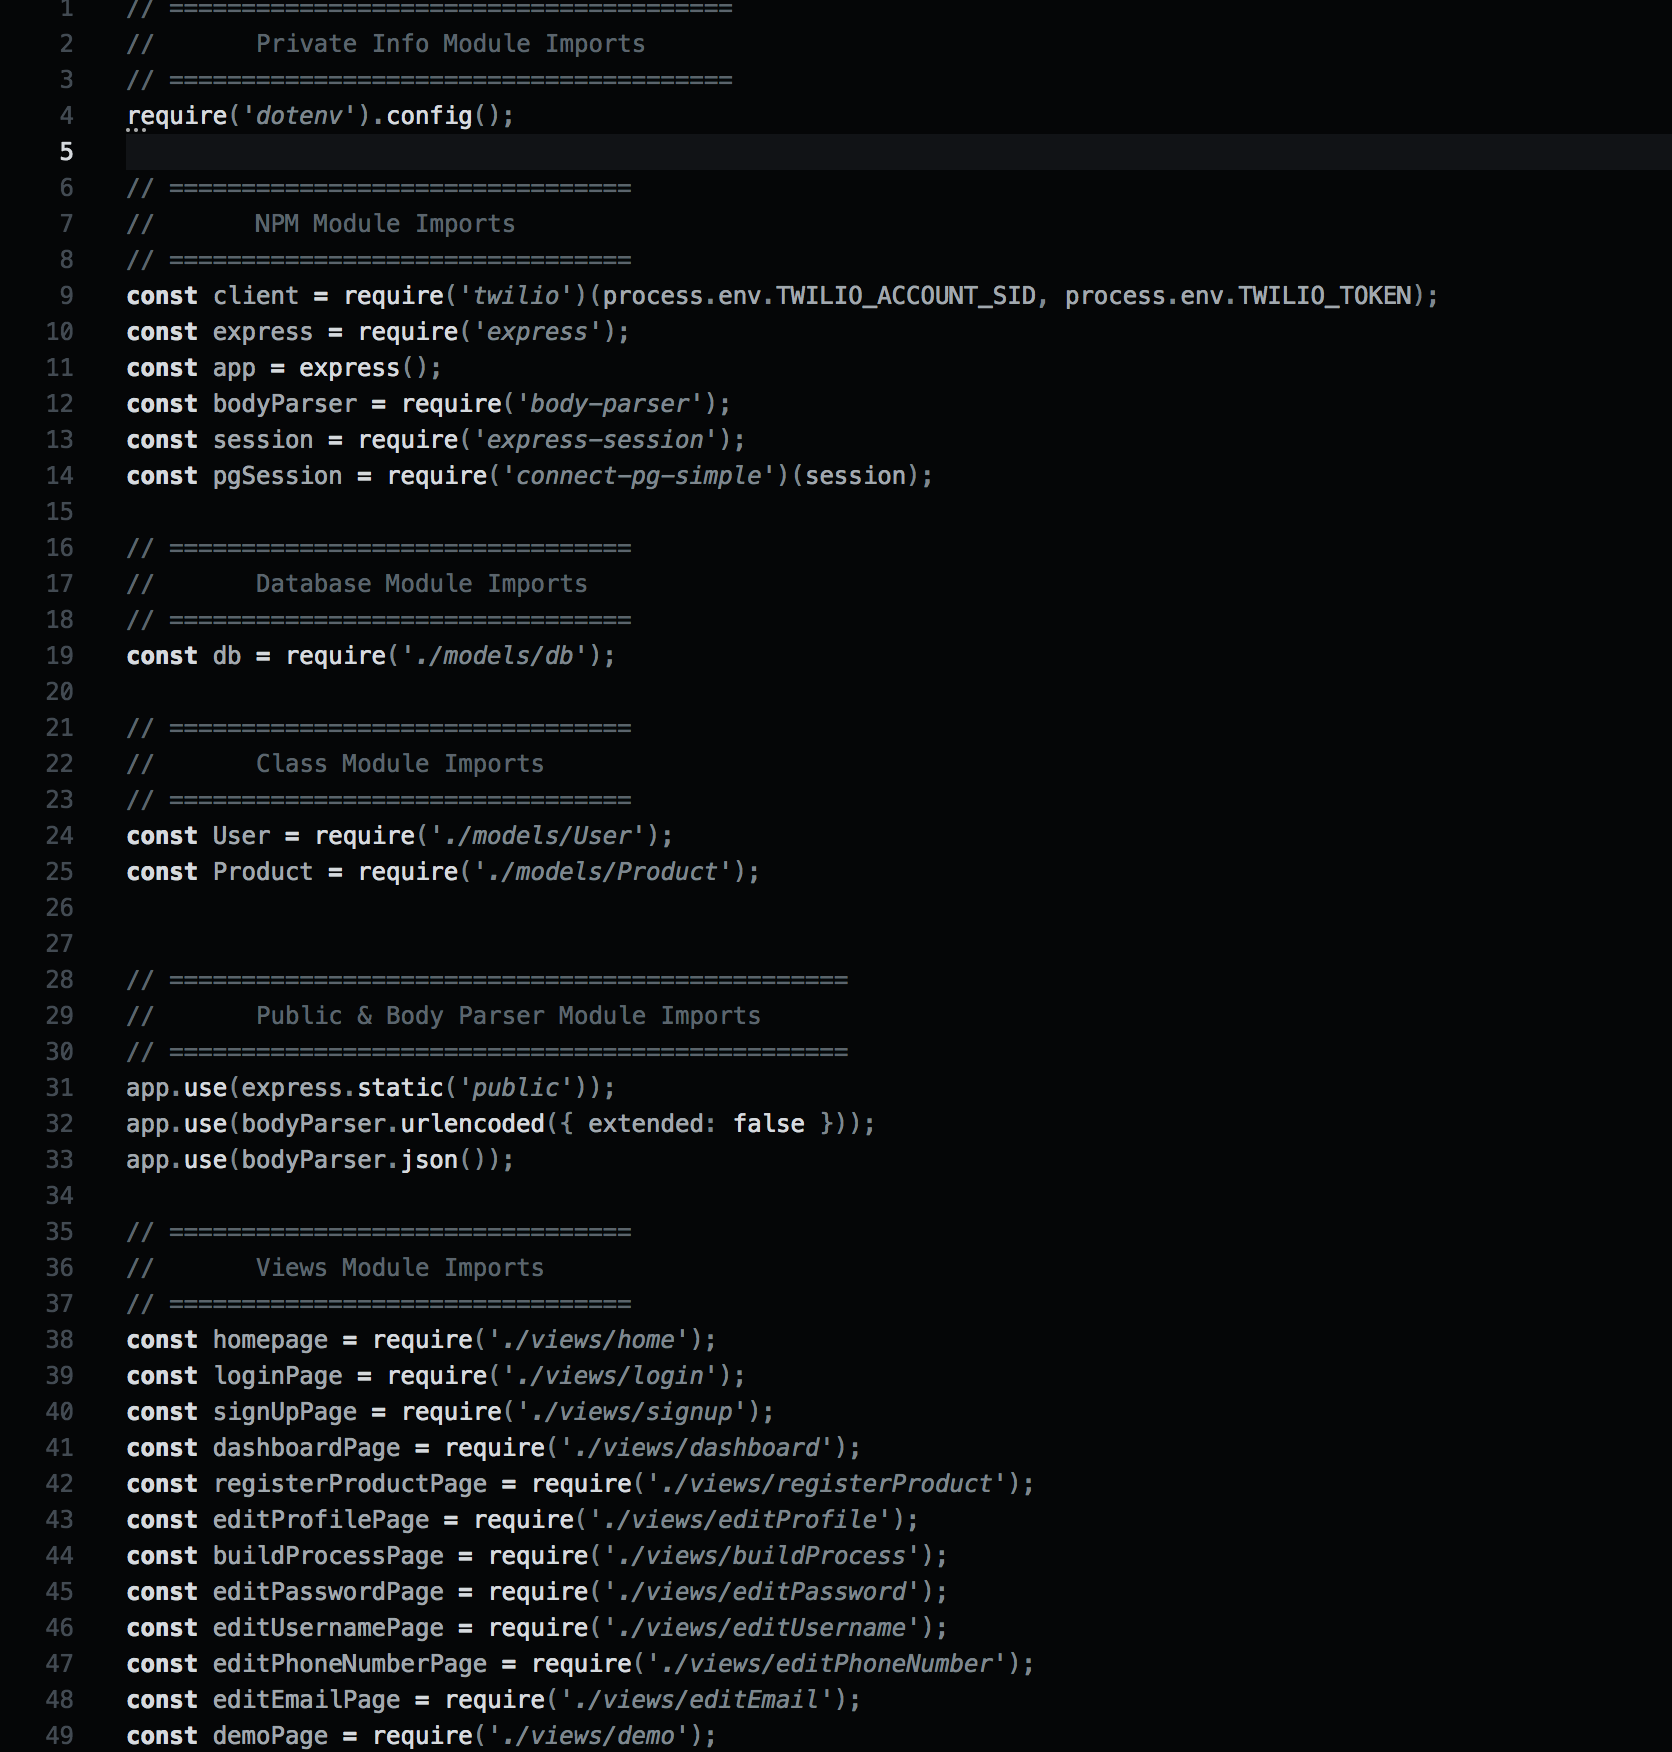 1 // =======================================
2 //       Private Info Module Imports
3 // =======================================
4 require('dotenv').config();
5
6 // ================================
7 //       NPM Module Imports
8 // ================================
9 const client = require('twilio')(process.env.TWILIO_ACCOUNT_SID, process.env.TWILIO_TOKEN);
10 const express = require('express');
11 const app = express();
12 const bodyParser = require('body-parser');
13 const session = require('express-session');
14 const pgSession = require('connect-pg-simple')(session);
15
16 // ================================
17 //       Database Module Imports
18 // ================================
19 const db = require('./models/db');
20
21 // ================================
22 //       Class Module Imports
23 // ================================
24 const User = require('./models/User');
25 const Product = require('./models/Product');
26
27
28 // ===============================================
29 //       Public & Body Parser Module Imports
30 // ===============================================
31 app.use(express.static('public'));
32 app.use(bodyParser.urlencoded({ extended: false }));
33 app.use(bodyParser.json());
34
35 // ================================
36 //       Views Module Imports
37 // ================================
38 const homepage = require('./views/home');
39 const loginPage = require('./views/login');
40 const signUpPage = require('./views/signup');
41 const dashboardPage = require('./views/dashboard');
42 const registerProductPage = require('./views/registerProduct');
43 const editProfilePage = require('./views/editProfile');
44 const buildProcessPage = require('./views/buildProcess');
45 const editPasswordPage = require('./views/editPassword');
46 const editUsernamePage = require('./views/editUsername');
47 const editPhoneNumberPage = require('./views/editPhoneNumber');
48 const editEmailPage = require('./views/editEmail');
49 const demoPage = require('./views/demo');